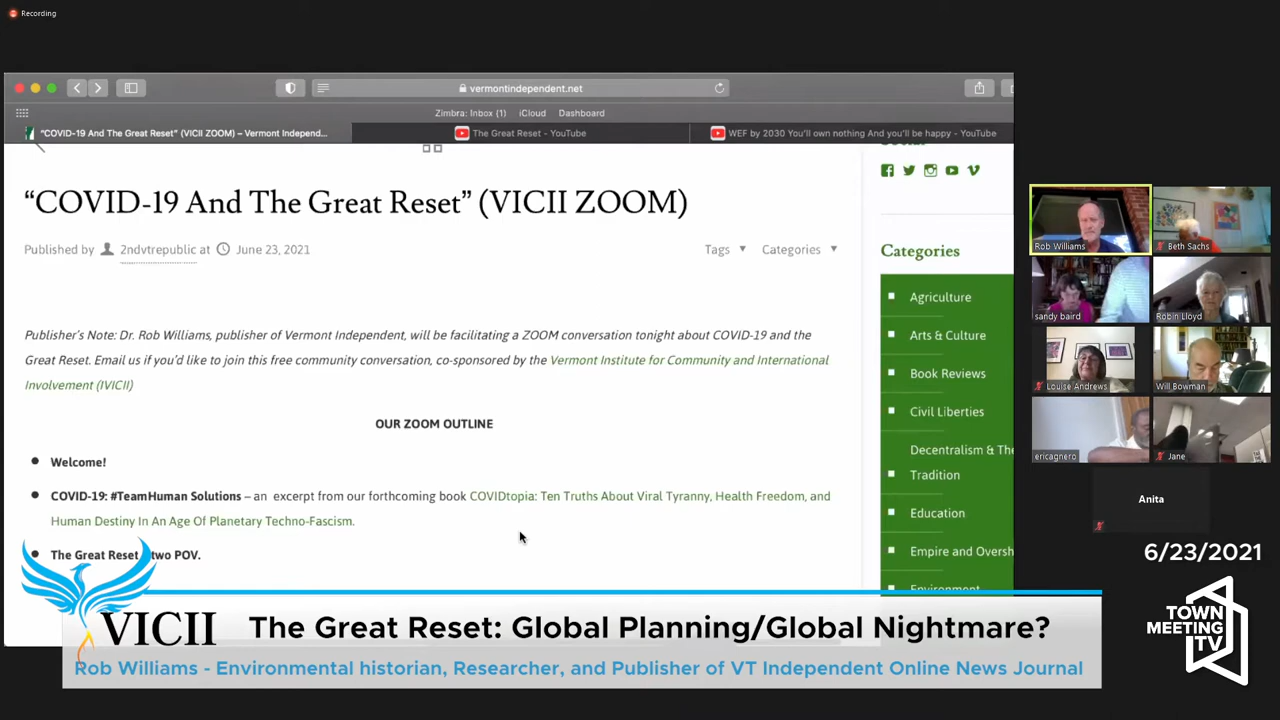 Recording
vermontindependent.net
Zimbra: Inbox (1) iCloud Dashboard
"COVID-19 And The Great Reset" (VICII ZOOM) – Vermont Independ...
The Great Reset - YouTube
WEF by 2030 You'll own nothing And you'll be happy - YouTube
“COVID-19 And The Great Reset” (VICII ZOOM)
Published by 2ndvtrepublic at June 23, 2021
Tags Categories
Publisher's Note: Dr. Rob Williams, publisher of Vermont Independent, will be facilitating a ZOOM conversation tonight about COVID-19 and the
Great Reset. Email us if you'd like to join this free community conversation, co-sponsored by the Vermont Institute for Community and International
Involvement (IVICII)
OUR ZOOM OUTLINE
Welcome!
COVID-19: #TeamHuman Solutions – an excerpt from our forthcoming book COVIDtopia: Ten Truths About Viral Tyranny, Health Freedom, and
Human Destiny In An Age Of Planetary Techno-Fascism.
The Great Reset two POV.
Social
Categories
Agriculture
Arts & Culture
Book Reviews
Civil Liberties
Decentralism & The
Tradition
Education
Empire and Oversh
Environment
Rob Williams
Beth Sachs
sandy baird
Robin Lloyd
Louise Andrews
Will Bowman
ericagnero
Jane
Anita
6/23/2021
TOWN
MEETING
TV
VICII
The Great Reset: Global Planning/Global Nightmare?
Rob Williams - Environmental historian, Researcher, and Publisher of VT Independent Online News Journal